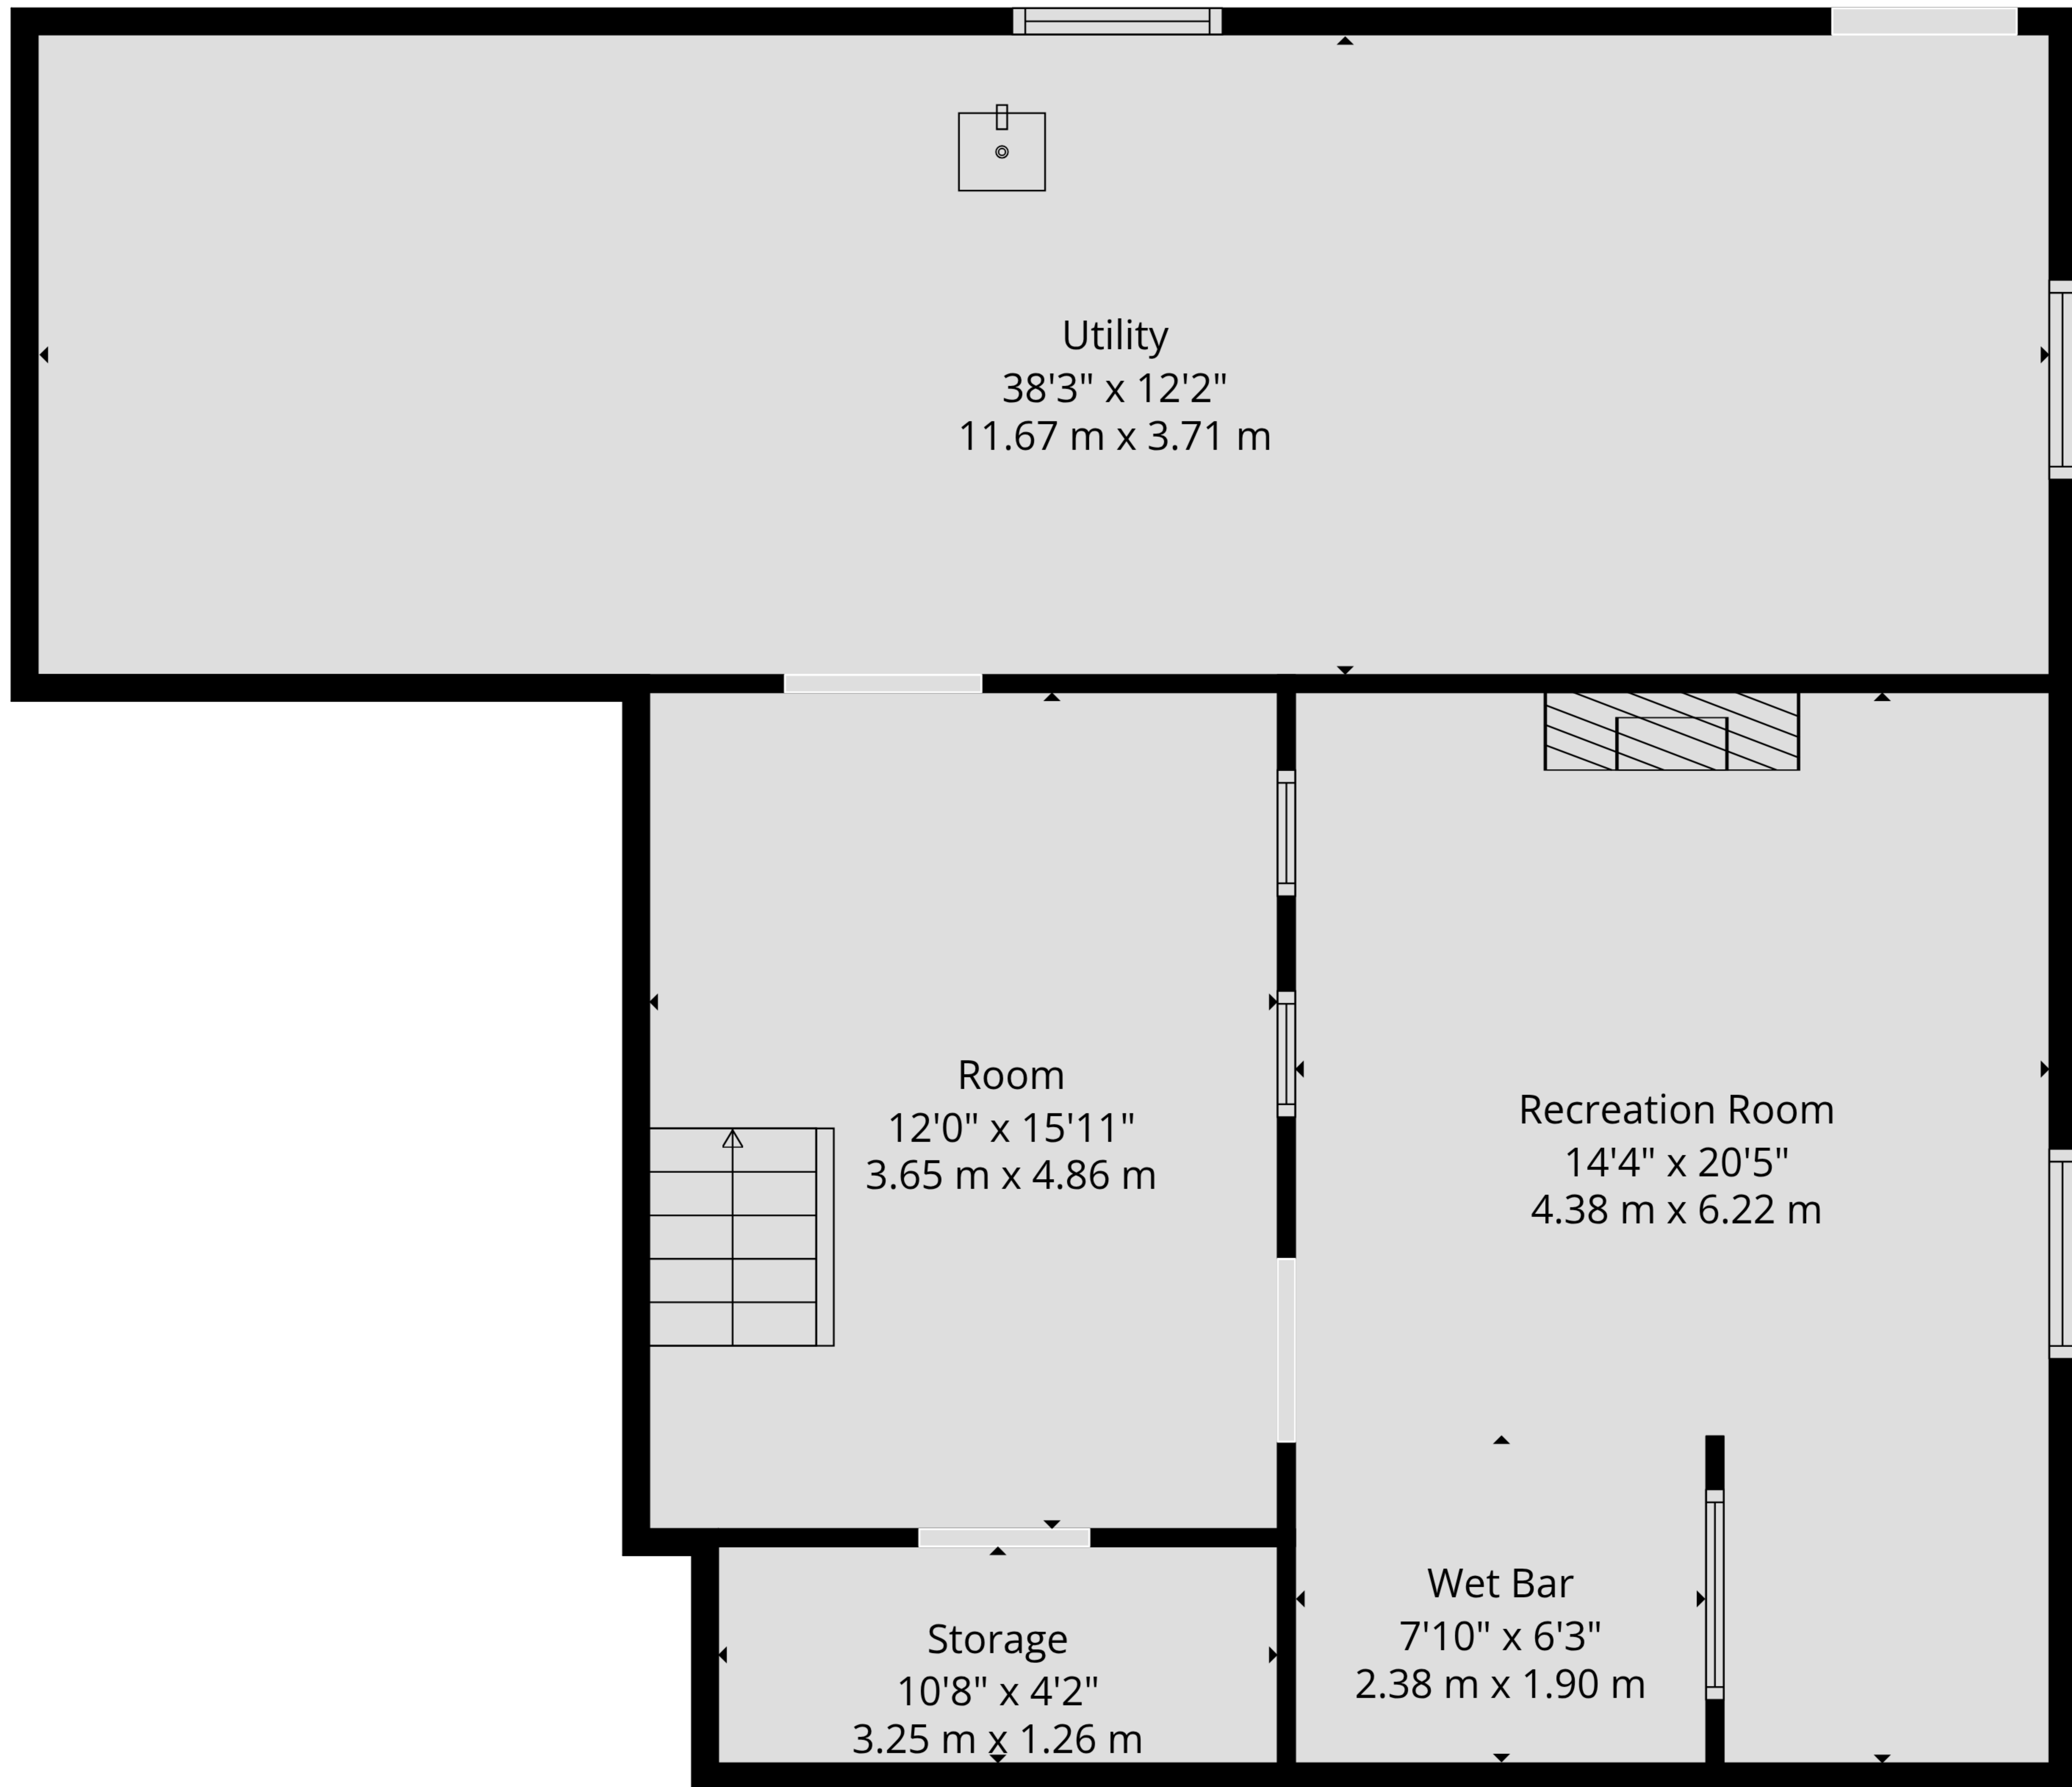 Utility
38'3" x 12'2"
11.67 m x 3.71 m
Room
12'0" x 15'11"
3.65 m x 4.86 m
Recreation Room
14'4" x 20'5"
4.38 m x 6.22 m
Wet Bar
7'10" x 6'3"
2.38 m x 1.90 m
Storage
10'8" x 4'2"
3.25 m x 1.26 m